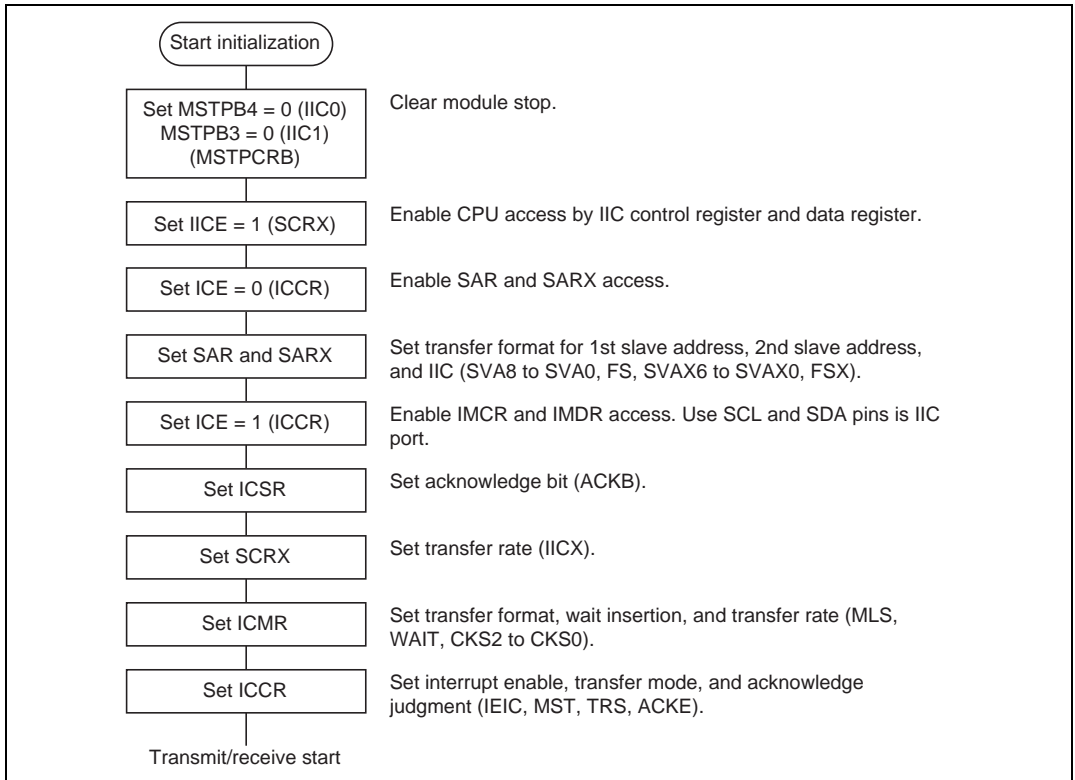 Start initialization
Set MSTPB4 = 0 (IIC0)
MSTPB3 = 0 (IIC1)
(MSTPCRB)
Clear module stop.
Set IICE = 1 (SCRX)
Enable CPU access by IIC control register and data register.
Set ICE = 0 (ICCR)
Enable SAR and SARX access.
Set SAR and SARX
Set transfer format for 1st slave address, 2nd slave address,
and IIC (SVA8 to SVA0, FS, SVAX6 to SVAX0, FSX).
Set ICE = 1 (ICCR)
Enable IMCR and IMDR access. Use SCL and SDA pins is IIC
port.
Set ICSR
Set acknowledge bit (ACKB).
Set SCRX
Set transfer rate (IICX).
Set ICMR
Set transfer format, wait insertion, and transfer rate (MLS,
WAIT, CKS2 to CKS0).
Set ICCR
Set interrupt enable, transfer mode, and acknowledge
judgment (IEIC, MST, TRS, ACKE).
Transmit/receive start